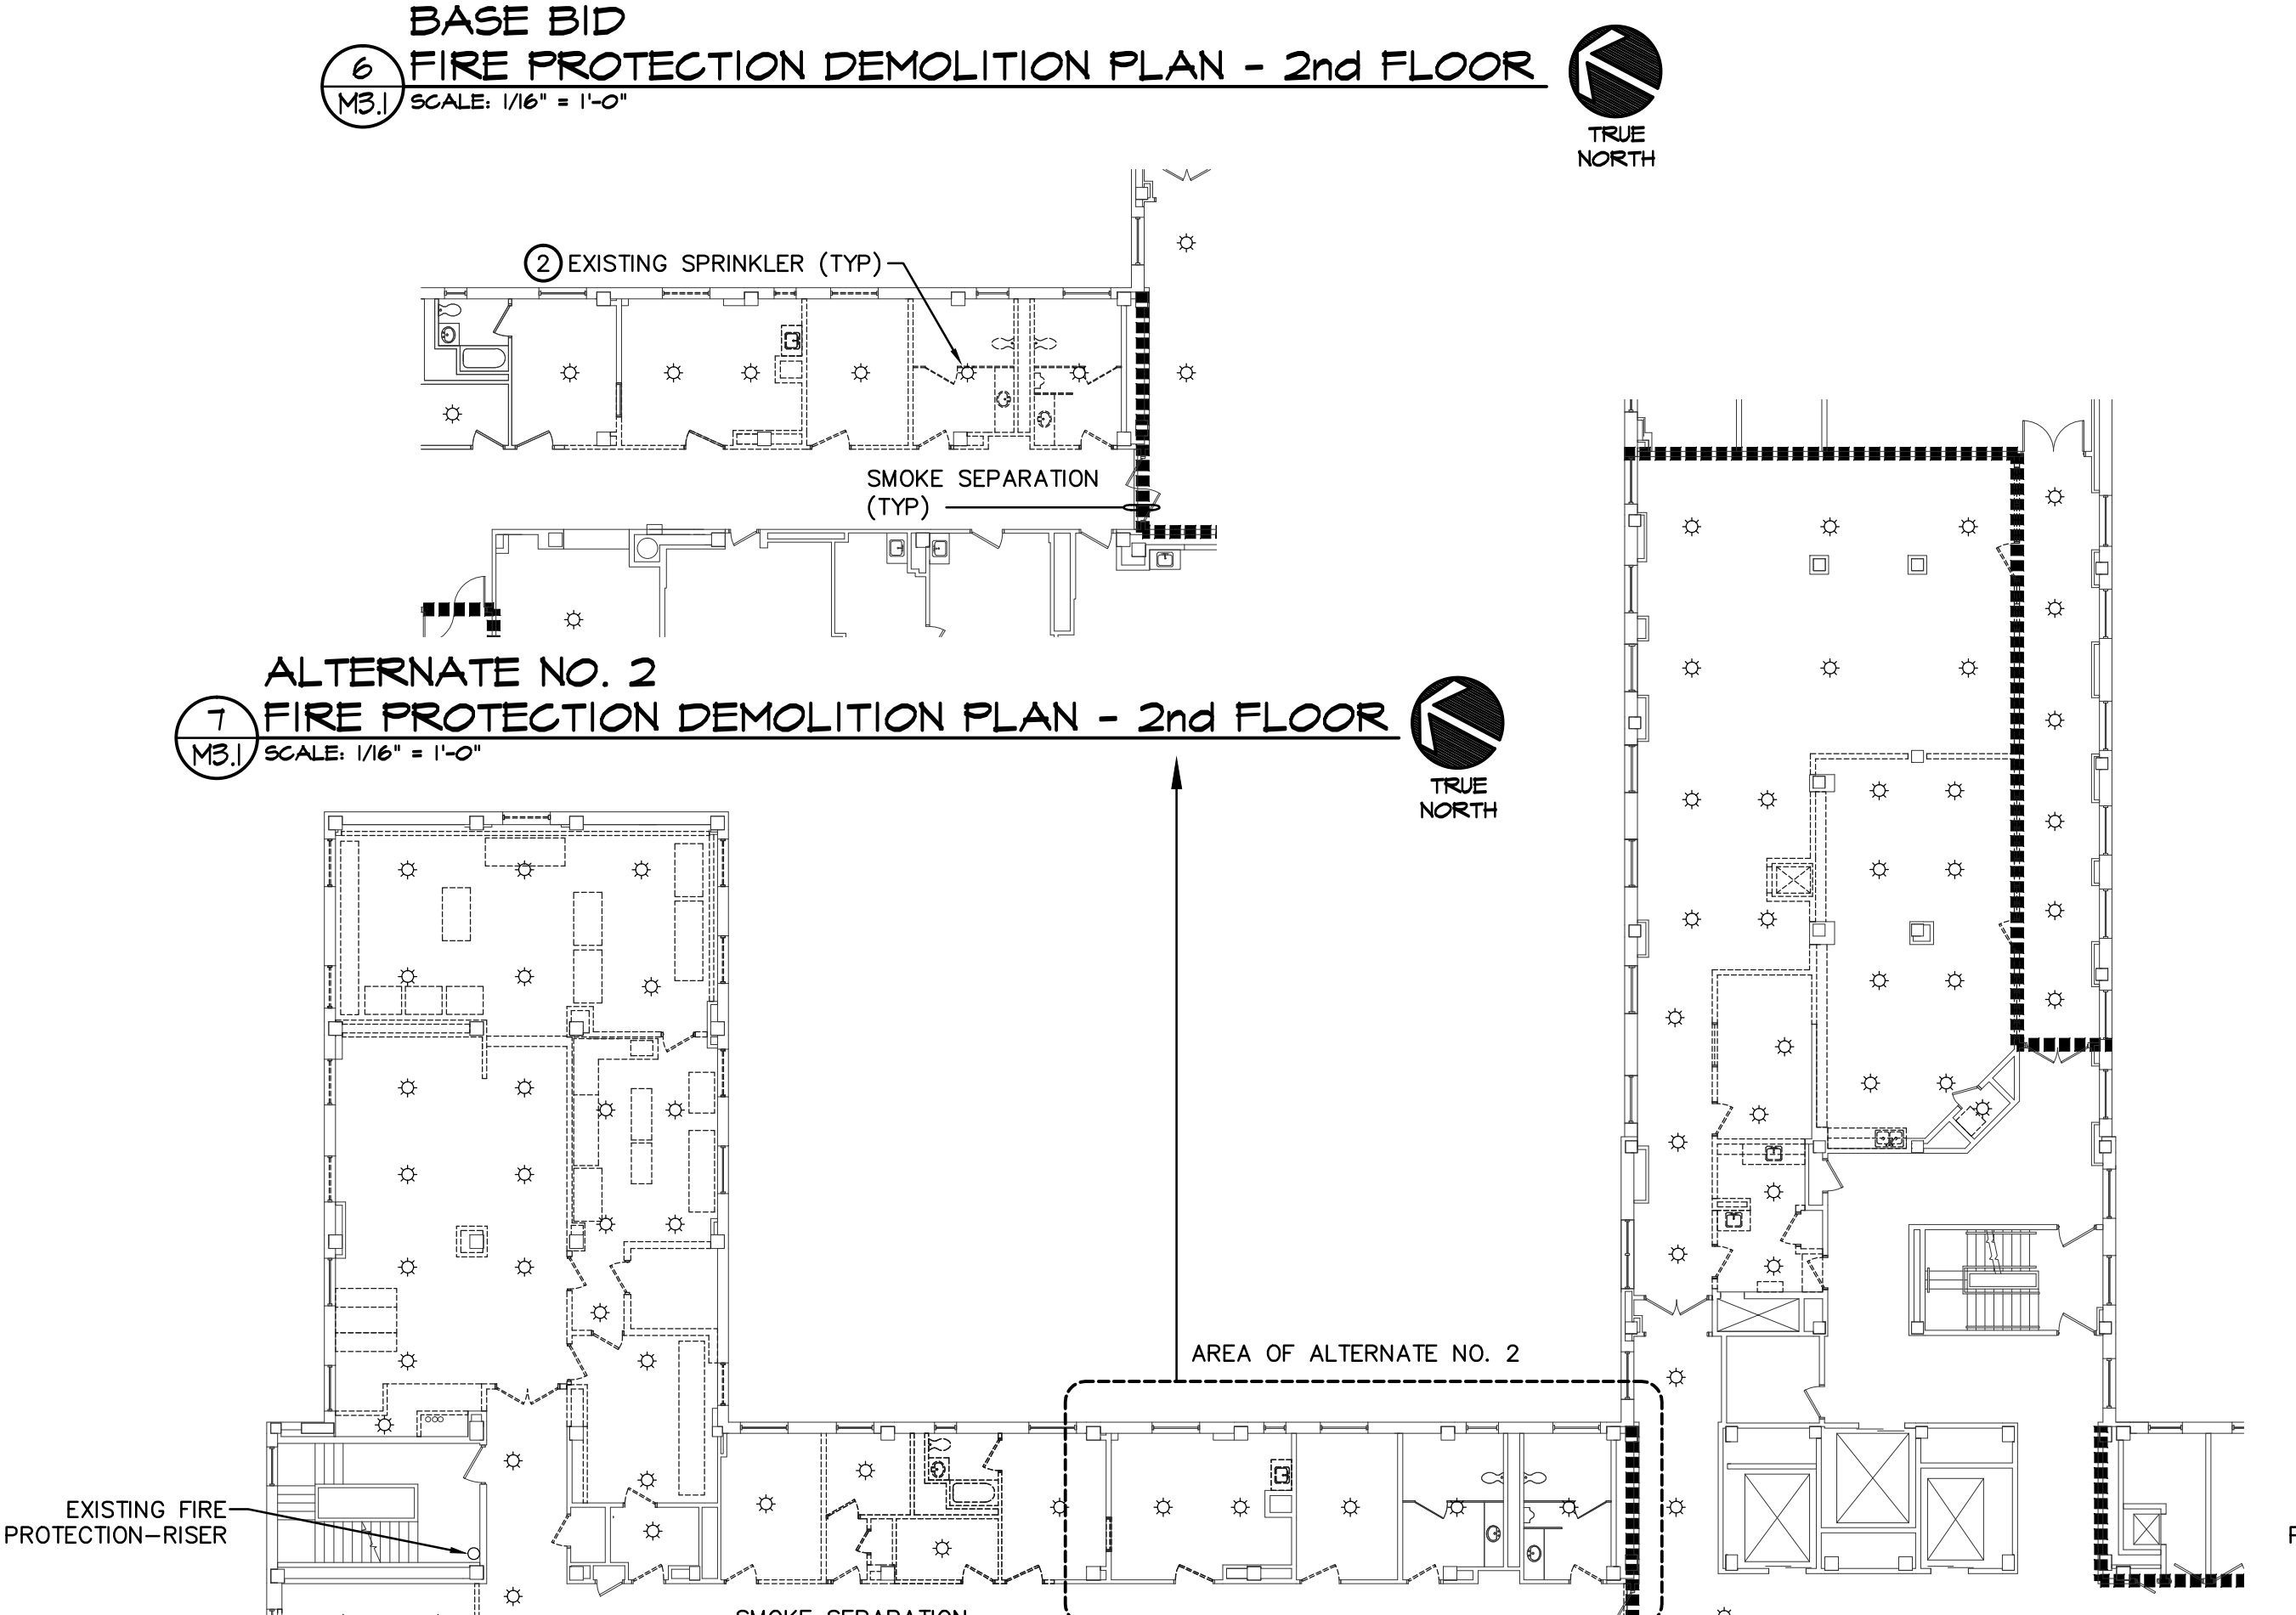 BASE BID
6
M3.1
FIRE PROTECTION DEMOLITION PLAN - 2nd FLOOR
SCALE: 1/16" = 1'-0"
TRUE
NORTH
2 EXISTING SPRINKLER (TYP)
SMOKE SEPARATION
(TYP)
ALTERNATE NO. 2
7
M3.1
FIRE PROTECTION DEMOLITION PLAN - 2nd FLOOR
SCALE: 1/16" = 1'-0"
TRUE
NORTH
AREA OF ALTERNATE NO. 2
EXISTING FIRE
PROTECTION-RISER
SMOKE SEPARATION